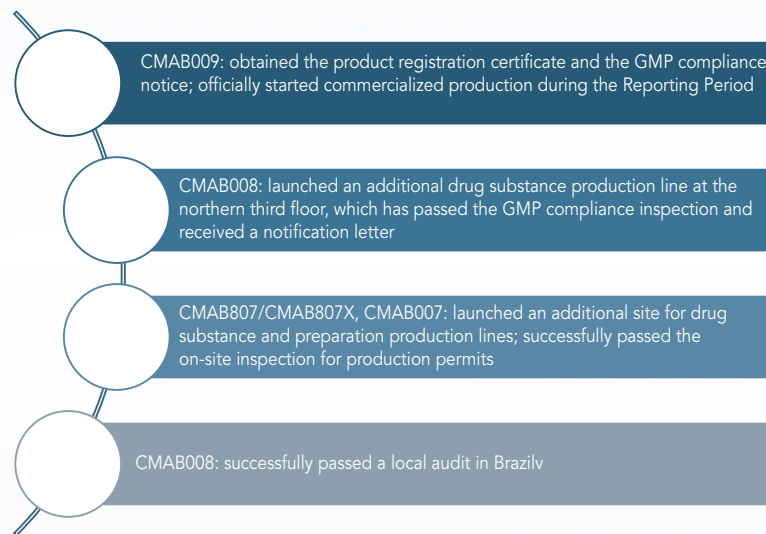 CMAB009: obtained the product registration certificate and the GMP compliance
notice; officially started commercialized production during the Reporting Period
CMAB008: launched an additional drug substance production line at the
northern third floor, which has passed the GMP compliance inspection and
received a notification letter
CMAB807/CMAB807X, CMAB007: launched an additional site for drug
substance and preparation production lines; successfully passed the
on-site inspection for production permits
CMAB008: successfully passed a local audit in Brazilv